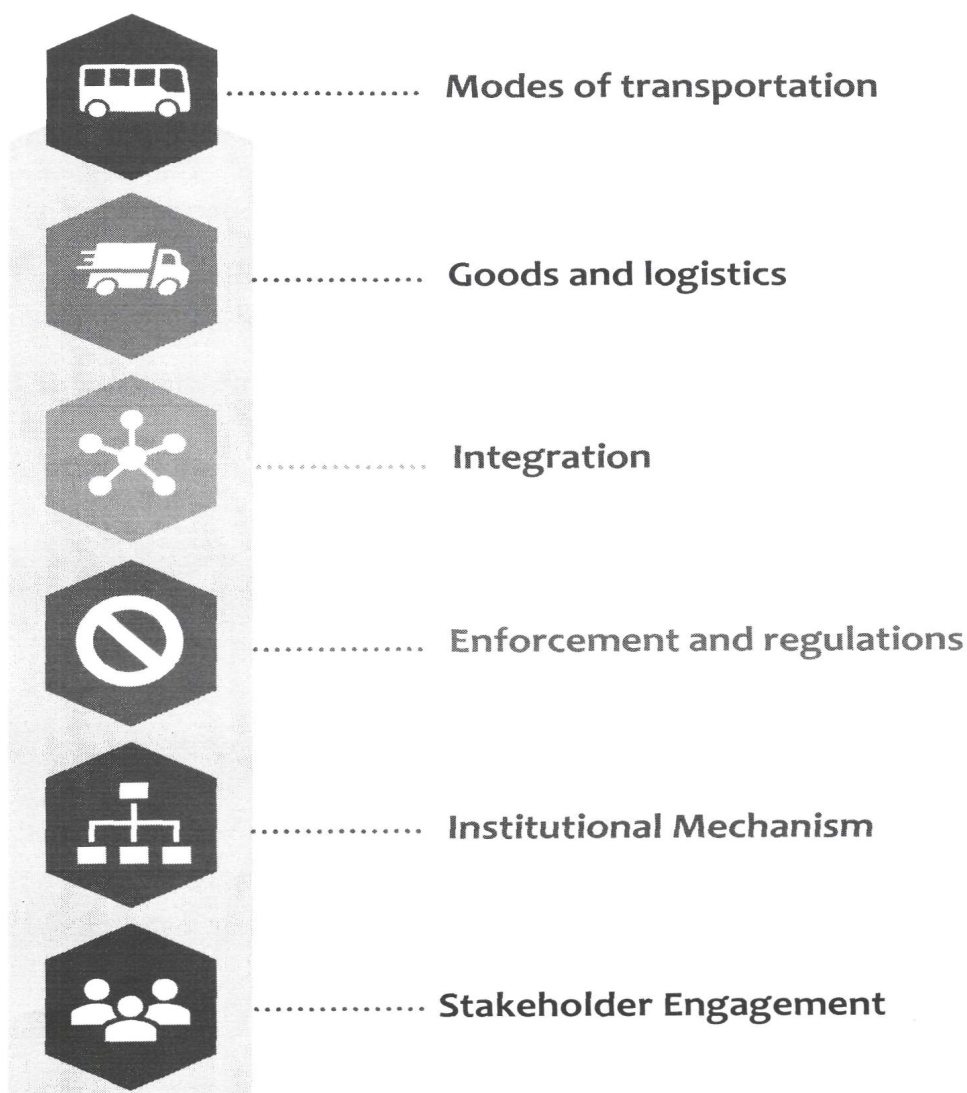 Modes of transportation
Goods and logistics
Integration
Enforcement and regulations
Institutional Mechanism
Stakeholder Engagement